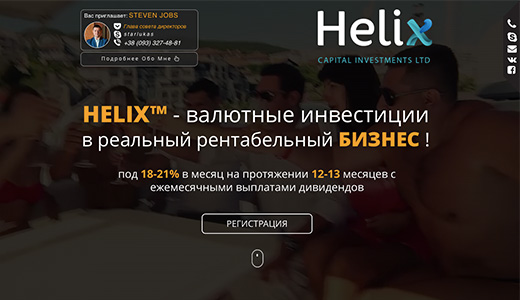 Вас приглашает: STEVEN JOBS
Глава совета директоров
starlukas
+38 (093) 327-48-81
Подробнее Обо Мне
Helix
CAPITAL INVESTMENTS LTD
HELIX™ - валютные инвестиции
в реальный рентабельный БИЗНЕС !
под 18-21% в месяц на протяжении 12-13 месяцев с
ежемесячными выплатами дивидендов
РЕГИСТРАЦИЯ